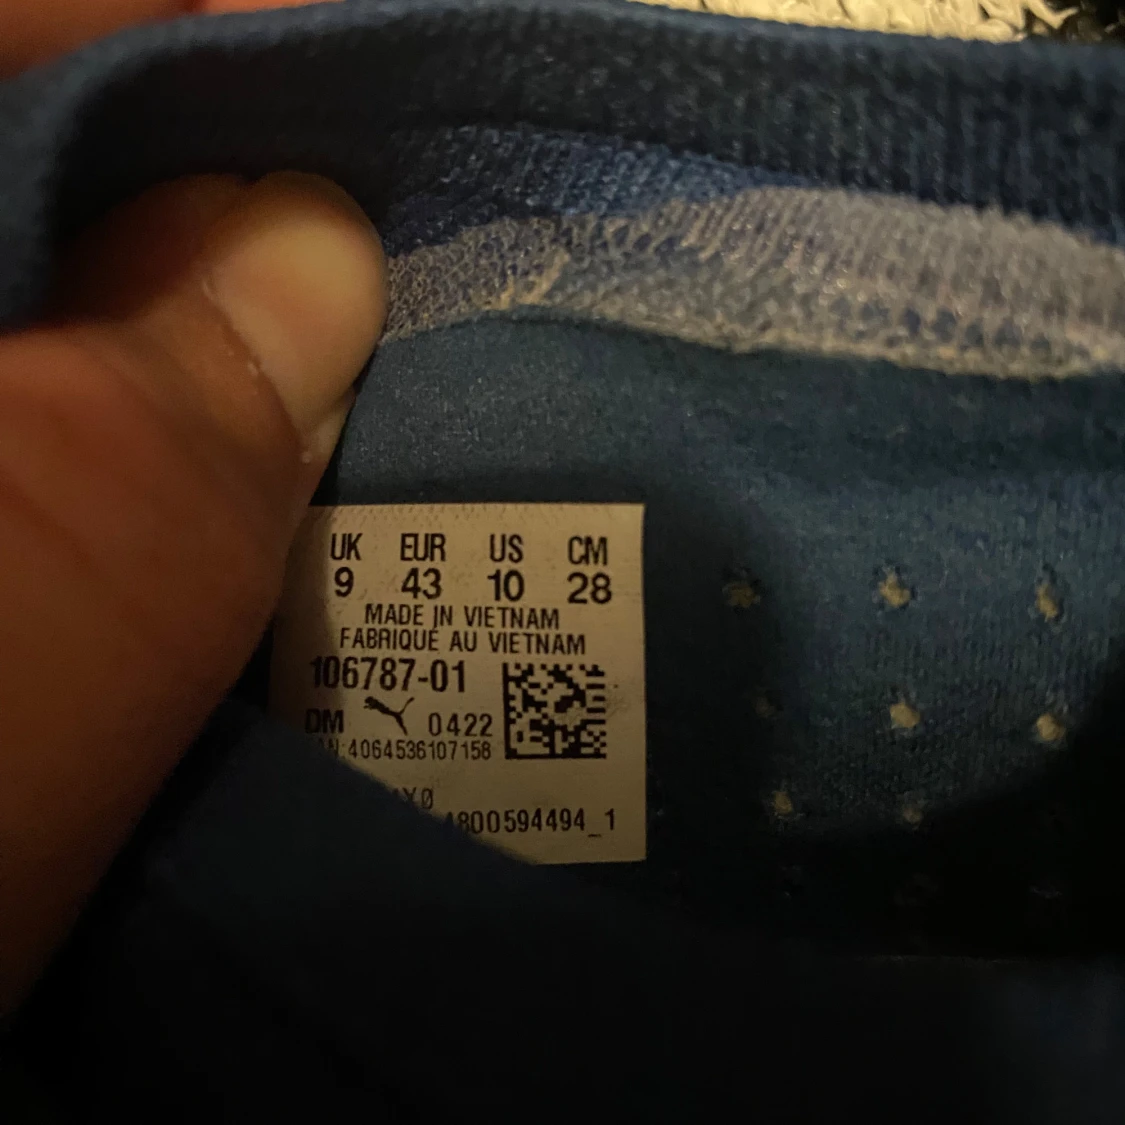 UK EUR US CM
9 43 10 28
MADE IN VIETNAM
FABRIQUÉ AU VIETNAM
106787-01
DM 0422
:4064536107158
4800594494_1